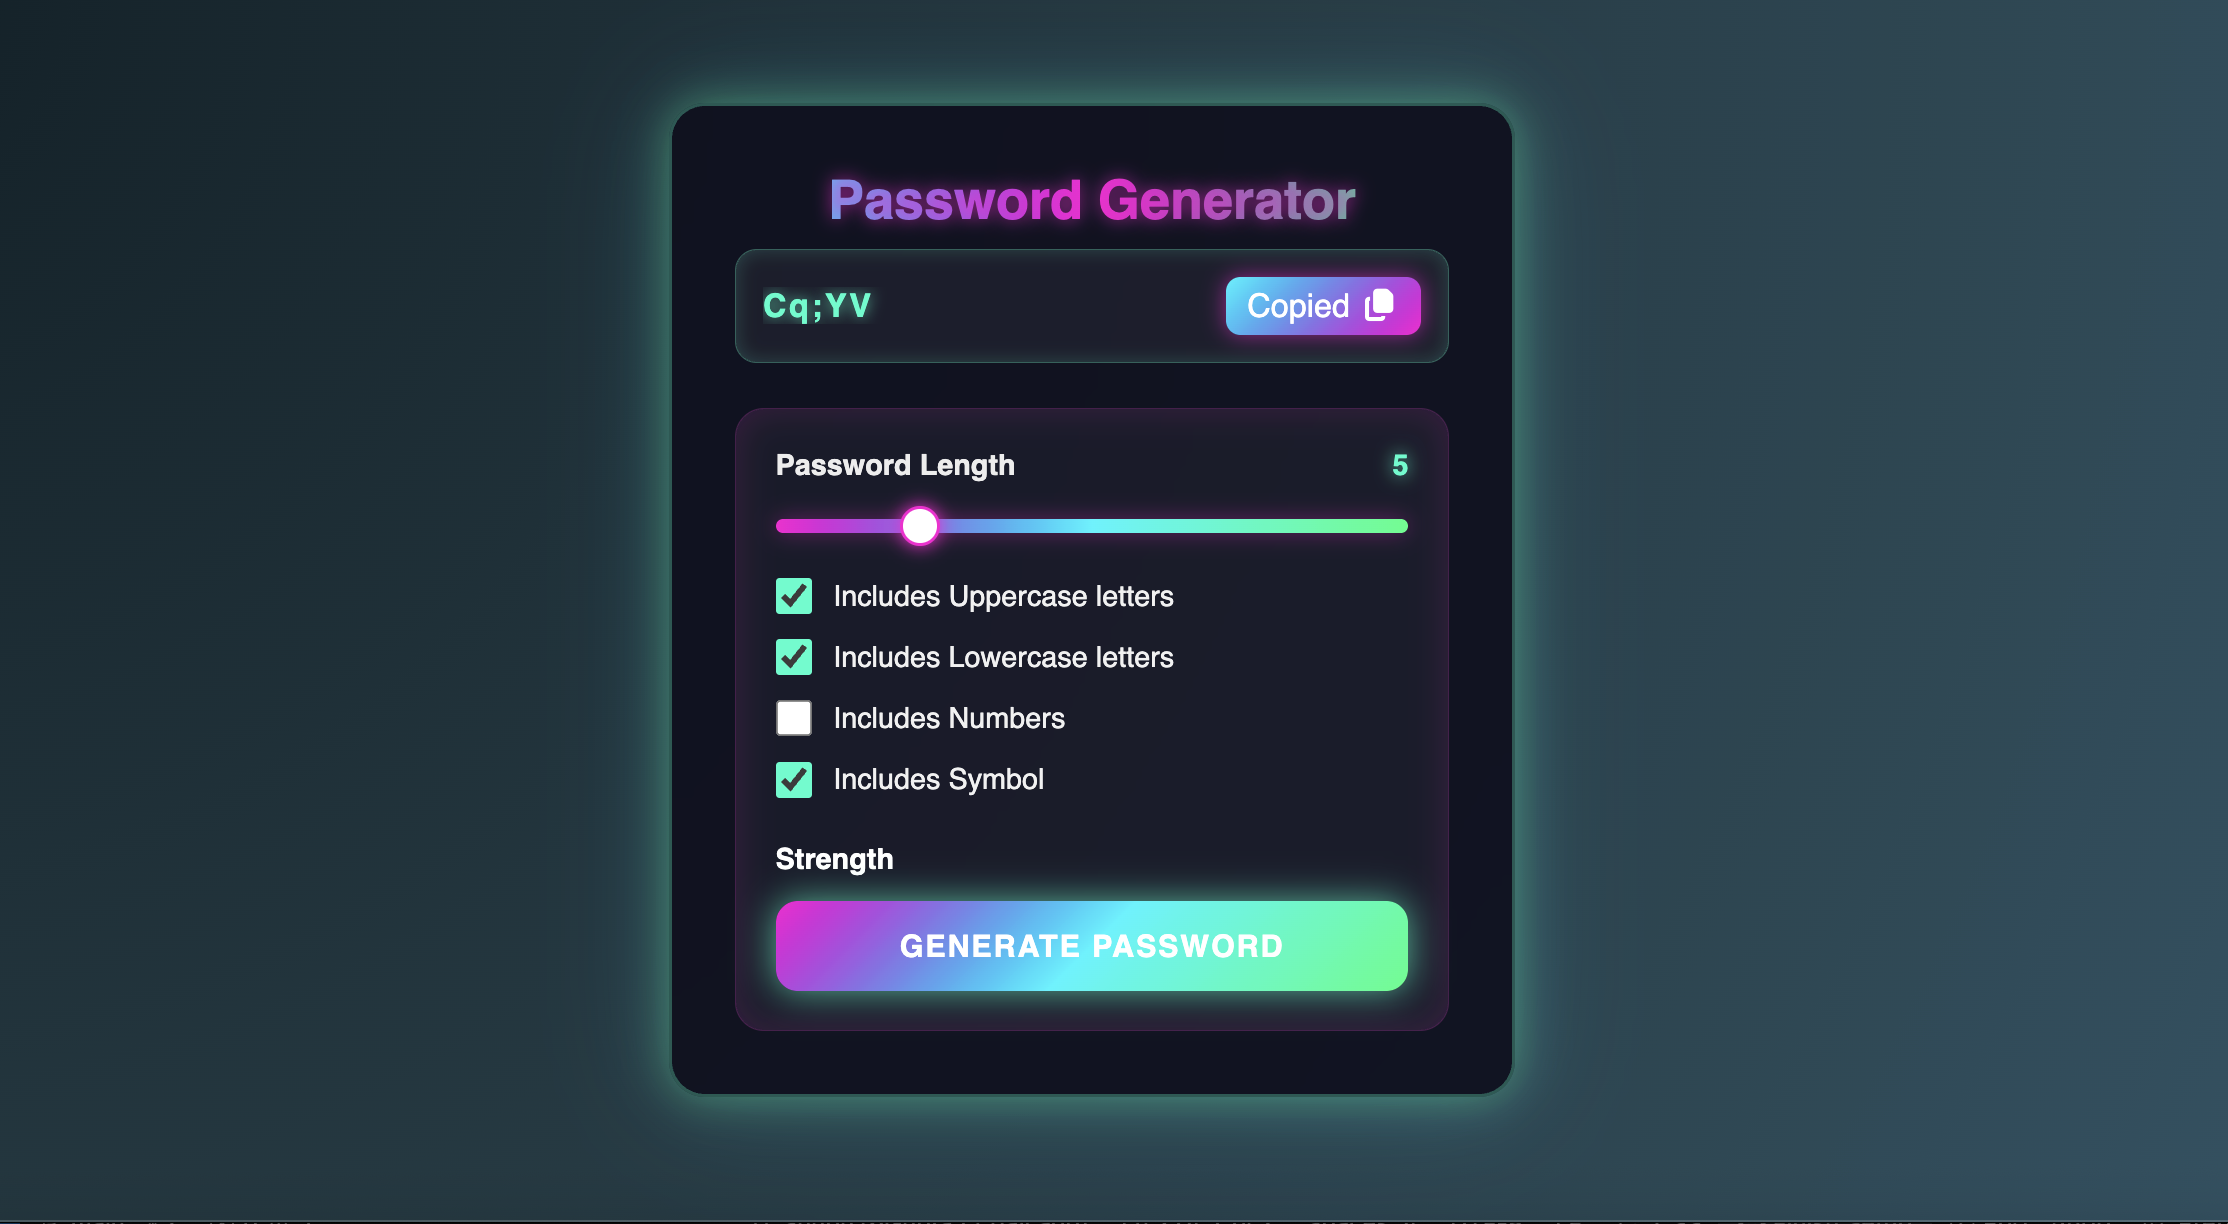 Password Generator
Cq;YV
Copied
Password Length 5
Includes Uppercase letters
Includes Lowercase letters
Includes Numbers
Includes Symbol
Strength
GENERATE PASSWORD